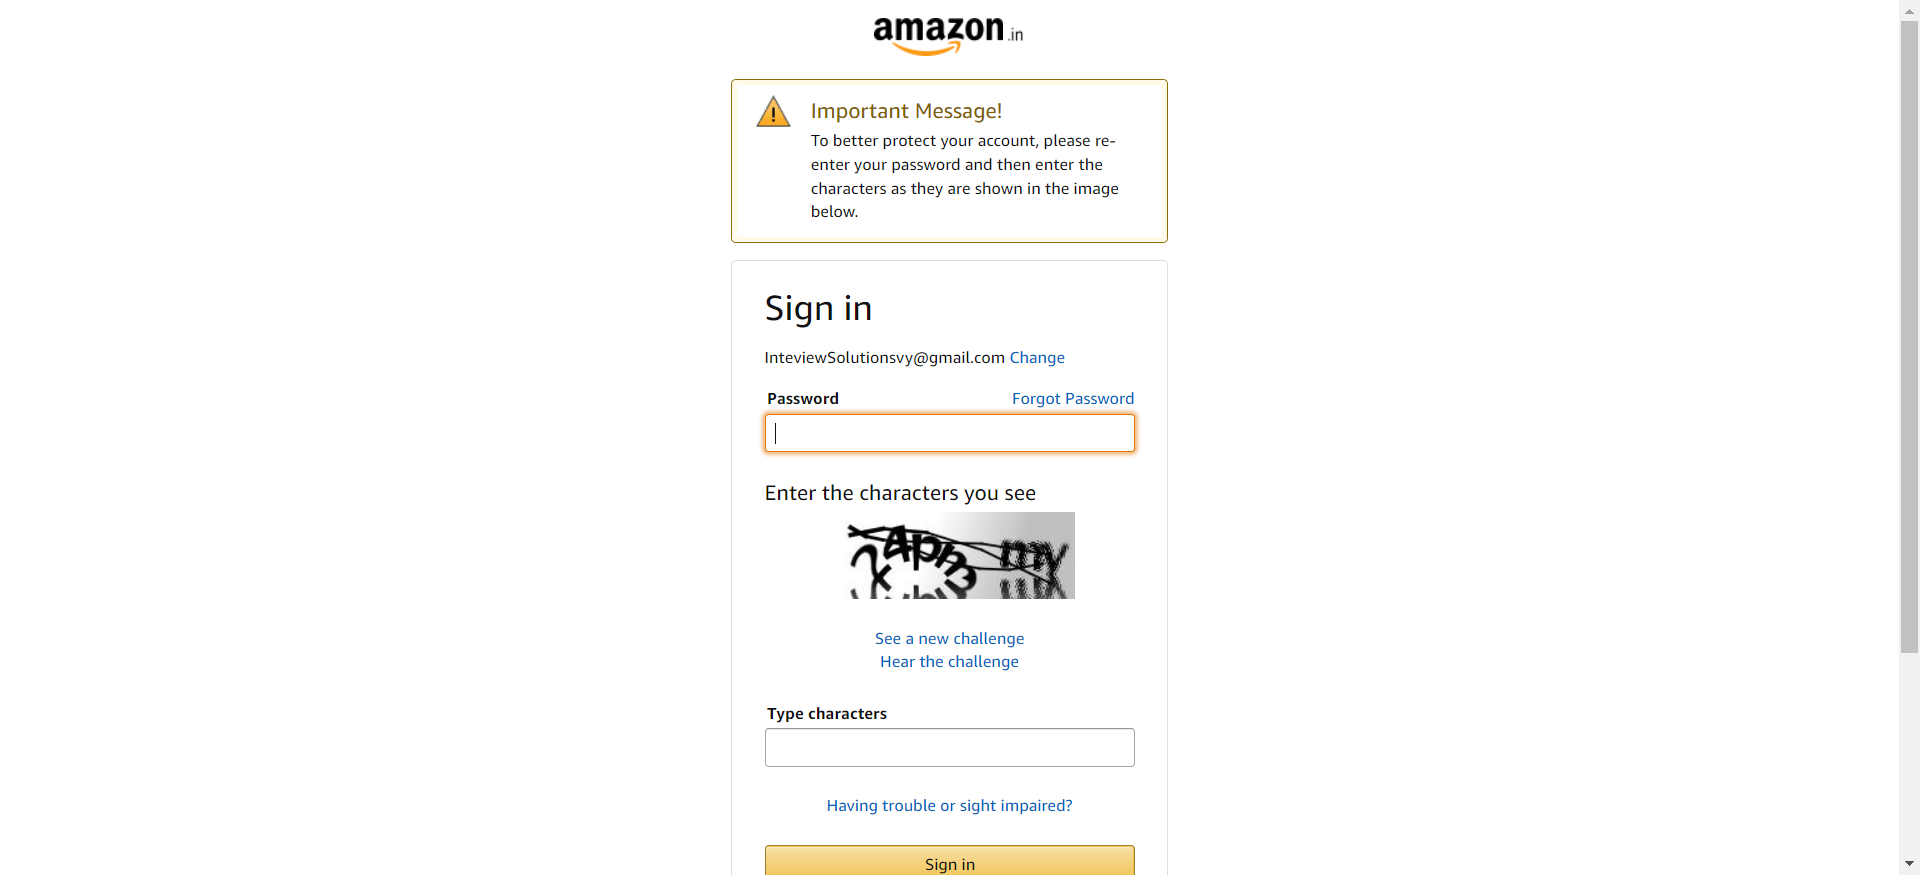 amazon.in
Important Message!
To better protect your account, please re-
enter your password and then enter the
characters as they are shown in the image
below.
Sign in
InteviewSolutionsvy@gmail.com Change
Password Forgot Password
Enter the characters you see
See a new challenge
Hear the challenge
Type characters
Having trouble or sight impaired?
Sign in